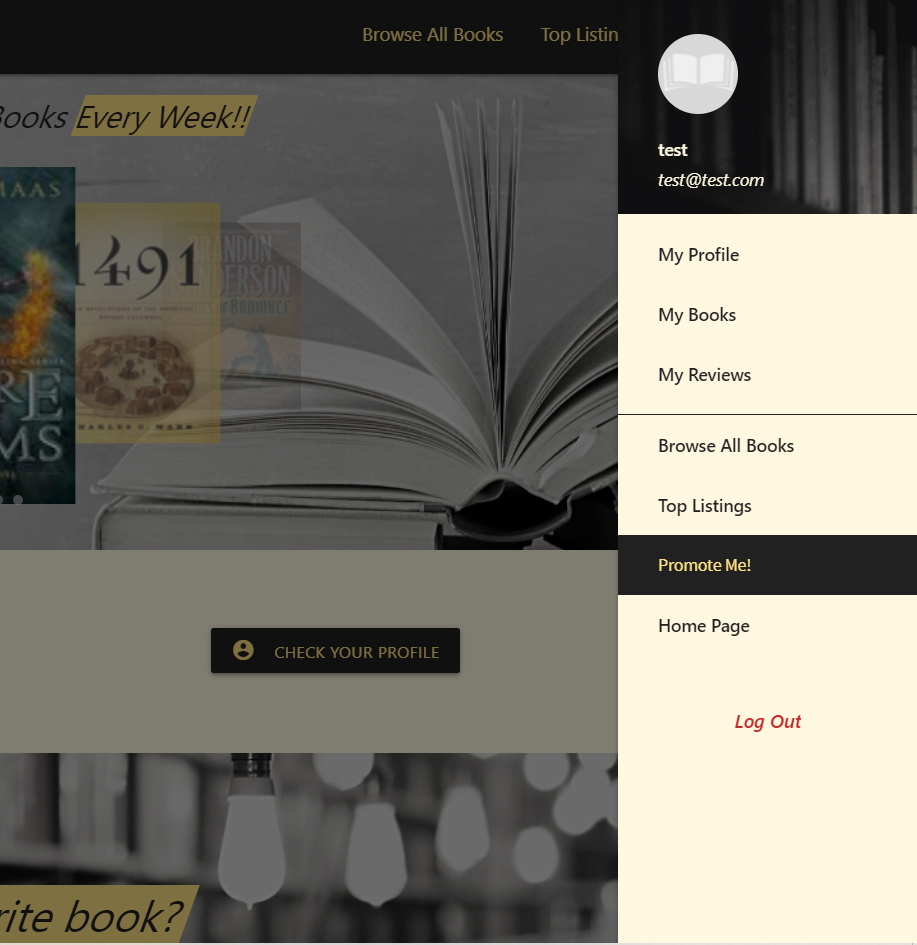 Browse All Books
Top Listin
Books Every Week!!
MAAS
1491
BRANDON
SANDERSON
OF RADIANCE
CHARLES C. MANN
CHECK YOUR PROFILE
rite book?
test
test@test.com
My Profile
My Books
My Reviews
Browse All Books
Top Listings
Promote Me!
Home Page
Log Out